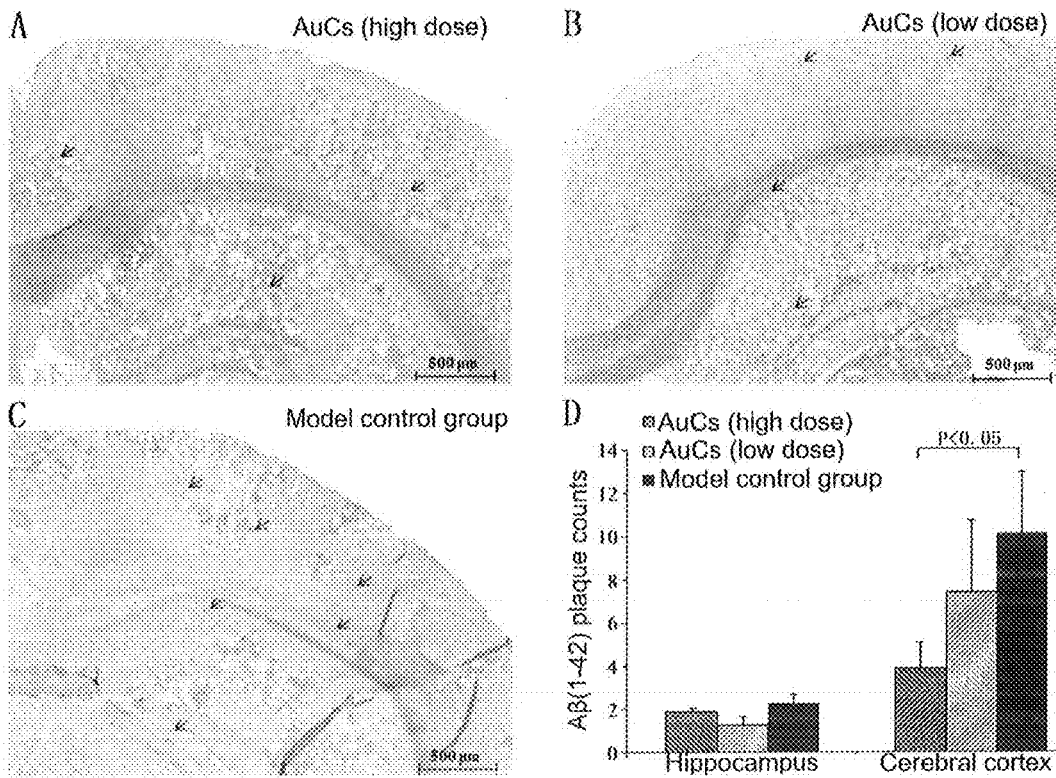 A
AuCs (high dose)
500 μm
B
AuCs (low dose)
500 μm
C
Model control group
500 μm
D
AuCs (high dose)
AuCs (low dose)
Model control group
P<0.05
Aβ(1-42) plaque counts
14
12
10
8
6
4
2
0
Hippocampus
Cerebral cortex